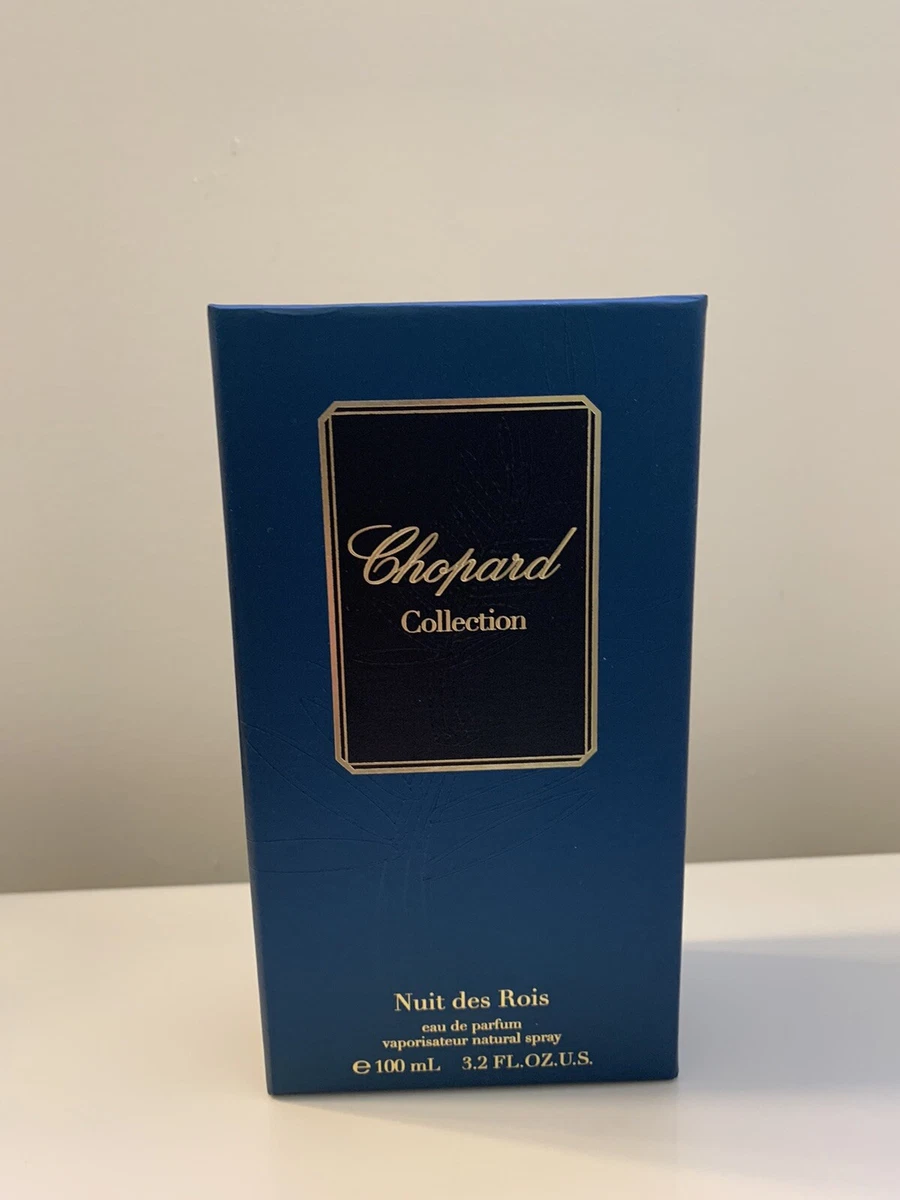 Chopard
Collection
Nuit des Rois
eau de parfum
vaporisateur natural spray
℮ 100 mL 3.2 FL.OZ.U.S.